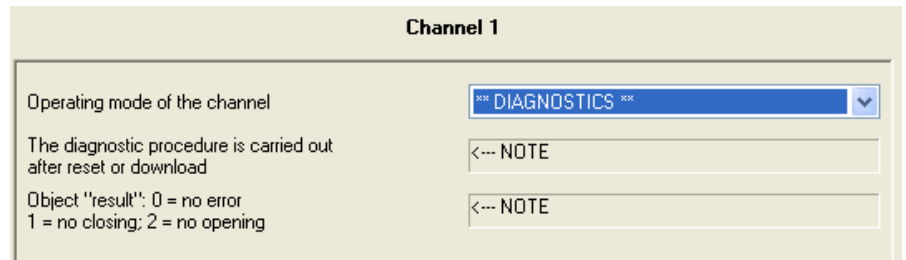 Channel 1
Operating mode of the channel
** DIAGNOSTICS **
The diagnostic procedure is carried out
after reset or download
<--- NOTE
Object "result": 0 = no error
1 = no closing; 2 = no opening
<--- NOTE